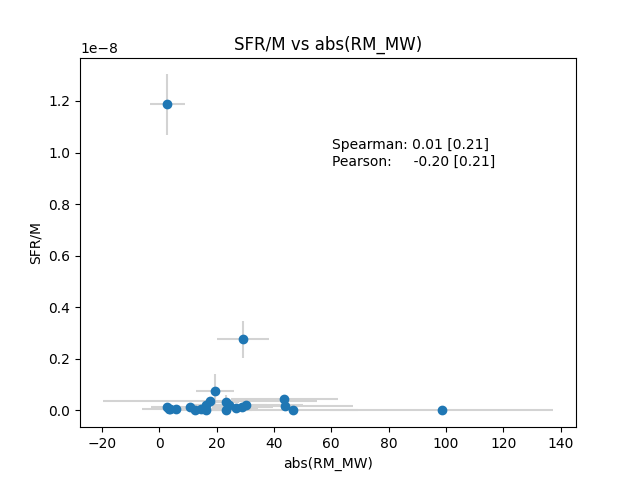 SFR/M vs abs(RM_MW)
1e−8
1.2
1.0
0.8
0.6
0.4
0.2
0.0
SFR/M
Spearman: 0.01 [0.21]
Pearson: -0.20 [0.21]
−20 0 20 40 60 80 100 120 140
abs(RM_MW)